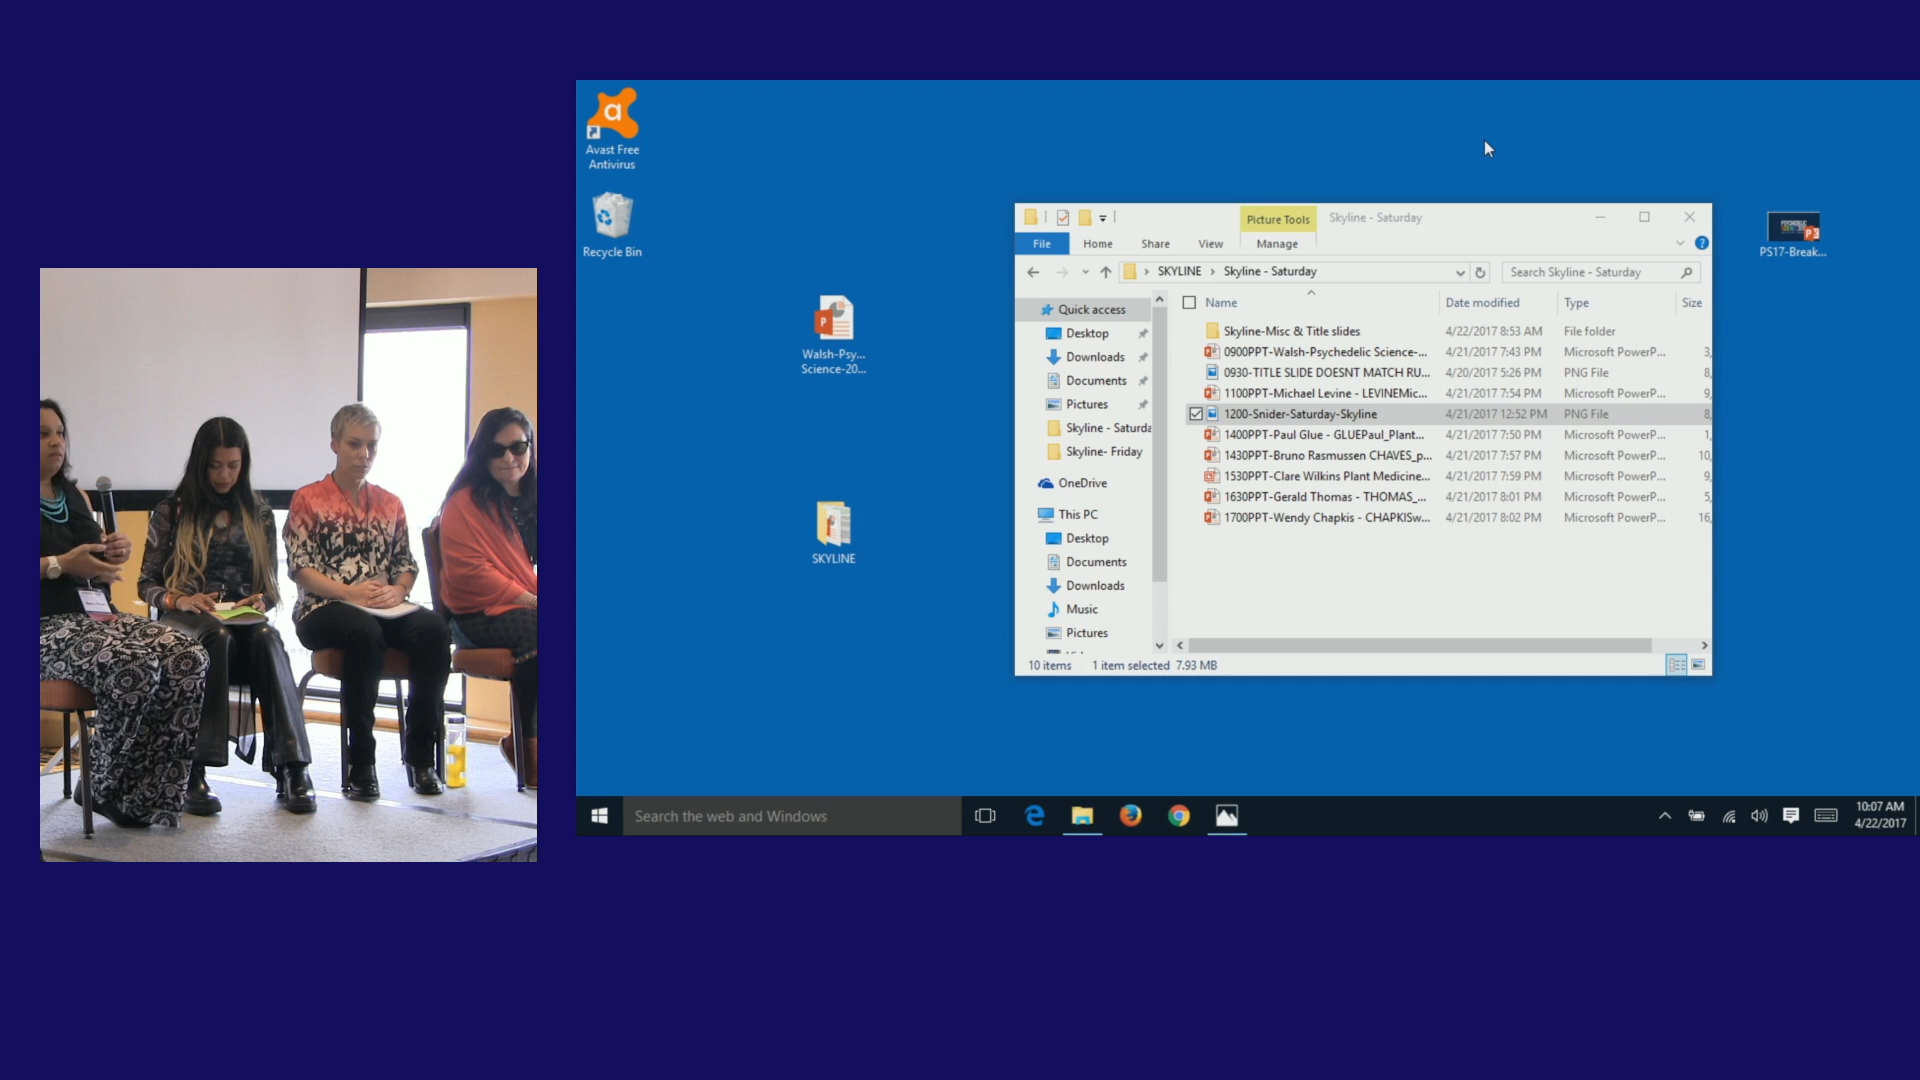 Avast Free
Antivirus
Recycle Bin
Walsh-Psy...
Science-20...
SKYLINE
PS17-Break...
Picture Tools
Skyline - Saturday
File
Home
Share
View
Manage
SKYLINE
Skyline - Saturday
Search Skyline - Saturday
Quick access
Desktop
Downloads
Documents
Pictures
Skyline - Saturda
Skyline- Friday
OneDrive
This PC
Desktop
Documents
Downloads
Music
Pictures
Name Date modified Type Size
Skyline-Misc & Title slides 4/22/2017 8:53 AM File folder
0900PPT-Walsh-Psychedelic Science-... 4/21/2017 7:43 PM Microsoft PowerP... 3,
0930-TITLE SLIDE DOESNT MATCH RU... 4/20/2017 5:26 PM PNG File 8,
1100PPT-Michael Levine - LEVINEMic... 4/21/2017 7:54 PM Microsoft PowerP... 9,
1200-Snider-Saturday-Skyline 4/21/2017 12:52 PM PNG File 8,
1400PPT-Paul Glue - GLUEPaul_Plant... 4/21/2017 7:50 PM Microsoft PowerP... 1,
1430PPT-Bruno Rasmussen CHAVES_p... 4/21/2017 7:57 PM Microsoft PowerP... 10,
1530PPT-Clare Wilkins Plant Medicine... 4/21/2017 7:59 PM Microsoft PowerP... 9,
1630PPT-Gerald Thomas - THOMAS_... 4/21/2017 8:01 PM Microsoft PowerP... 5,
1700PPT-Wendy Chapkis - CHAPKISw... 4/21/2017 8:02 PM Microsoft PowerP... 16,
10 items 1 item selected 7.93 MB
Search the web and Windows
10:07 AM
4/22/2017